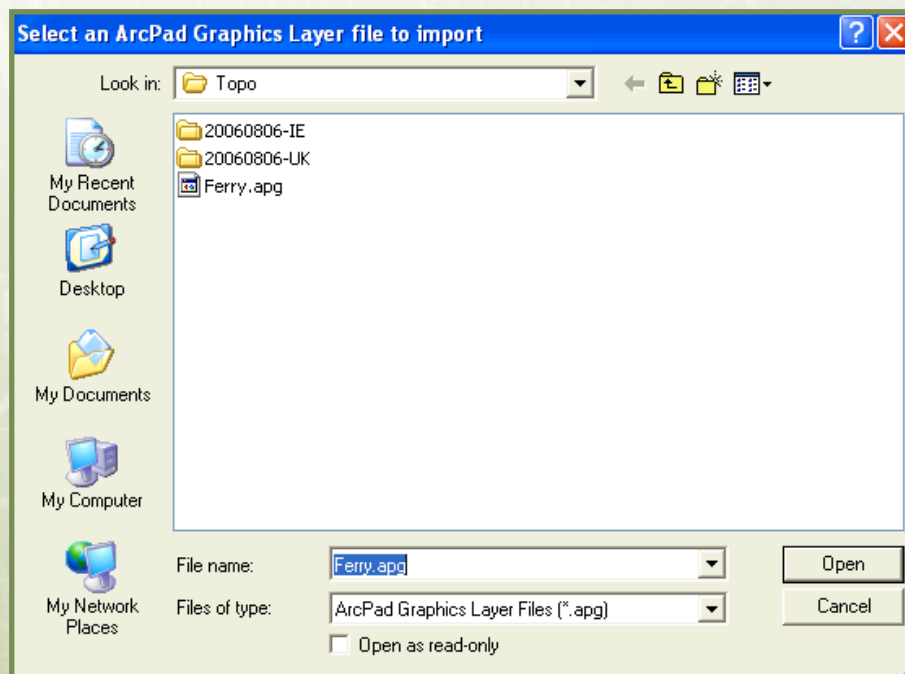 Select an ArcPad Graphics Layer file to import
Look in: Topo
20060806-IE
20060806-UK
Ferry.apg
My Recent
Documents
Desktop
My Documents
My Computer
My Network
Places
File name: Ferry.apg
Open
Files of type: ArcPad Graphics Layer Files (*.apg)
Cancel
Open as read-only